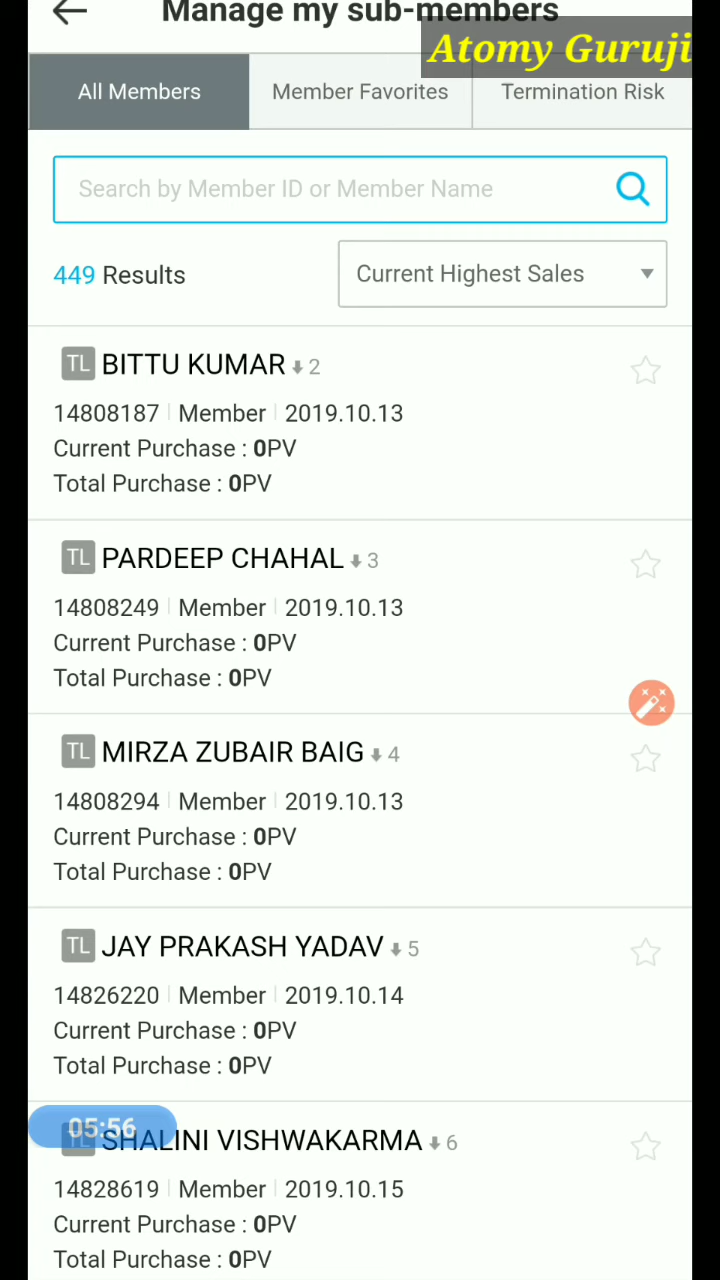 Manage my sub-members
Atomy Guruji
All Members
Member Favorites
Termination Risk
Search by Member ID or Member Name
449 Results
Current Highest Sales
TL BITTU KUMAR 2
14808187 Member 2019.10.13
Current Purchase : 0PV
Total Purchase : 0PV
TL PARDEEP CHAHAL 3
14808249 Member 2019.10.13
Current Purchase : 0PV
Total Purchase : 0PV
TL MIRZA ZUBAIR BAIG 4
14808294 Member 2019.10.13
Current Purchase : 0PV
Total Purchase : 0PV
TL JAY PRAKASH YADAV 5
14826220 Member 2019.10.14
Current Purchase : 0PV
Total Purchase : 0PV
05:56
TL SHALINI VISHWAKARMA 6
14828619 Member 2019.10.15
Current Purchase : 0PV
Total Purchase : 0PV